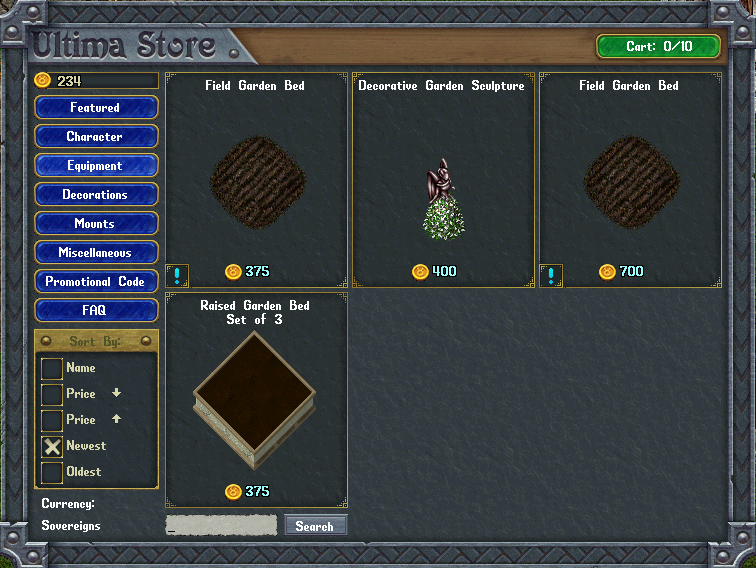 Ultima Store
Cart: 0/10
234
Featured
Character
Equipment
Decorations
Mounts
Miscellaneous
Promotional Code
FAQ
Sort By:
Name
Price
Price
Newest
Oldest
Currency:
Sovereigns
Field Garden Bed
!
375
Decorative Garden Sculpture
400
Field Garden Bed
!
700
Raised Garden Bed
Set of 3
375
_
Search